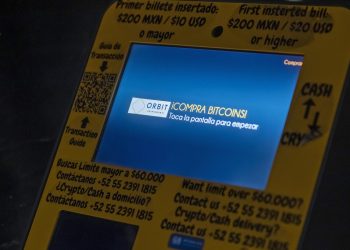 Primer billete insertado:
$200 MXN / $10 USD
o mayor
First insterted bill:
$200 MXN / $20 USD
or higher
Guía de
Transacción
Transaction
Guide
Comprar
ORBIT
¡COMPRA BITCOINS!
Toca la pantalla para empezar
CASH
Buscas Límite mayor a $60.000
Contáctanos +52 55 2391 1815
¿Crypto/Cash a domicilio?
Contáctanos +52 55 2391 1815
Want limit over $60.000?
Contact us +52 55 2391 1815
Crypto/Cash delivery?
Contact us +52 55 2391 1815